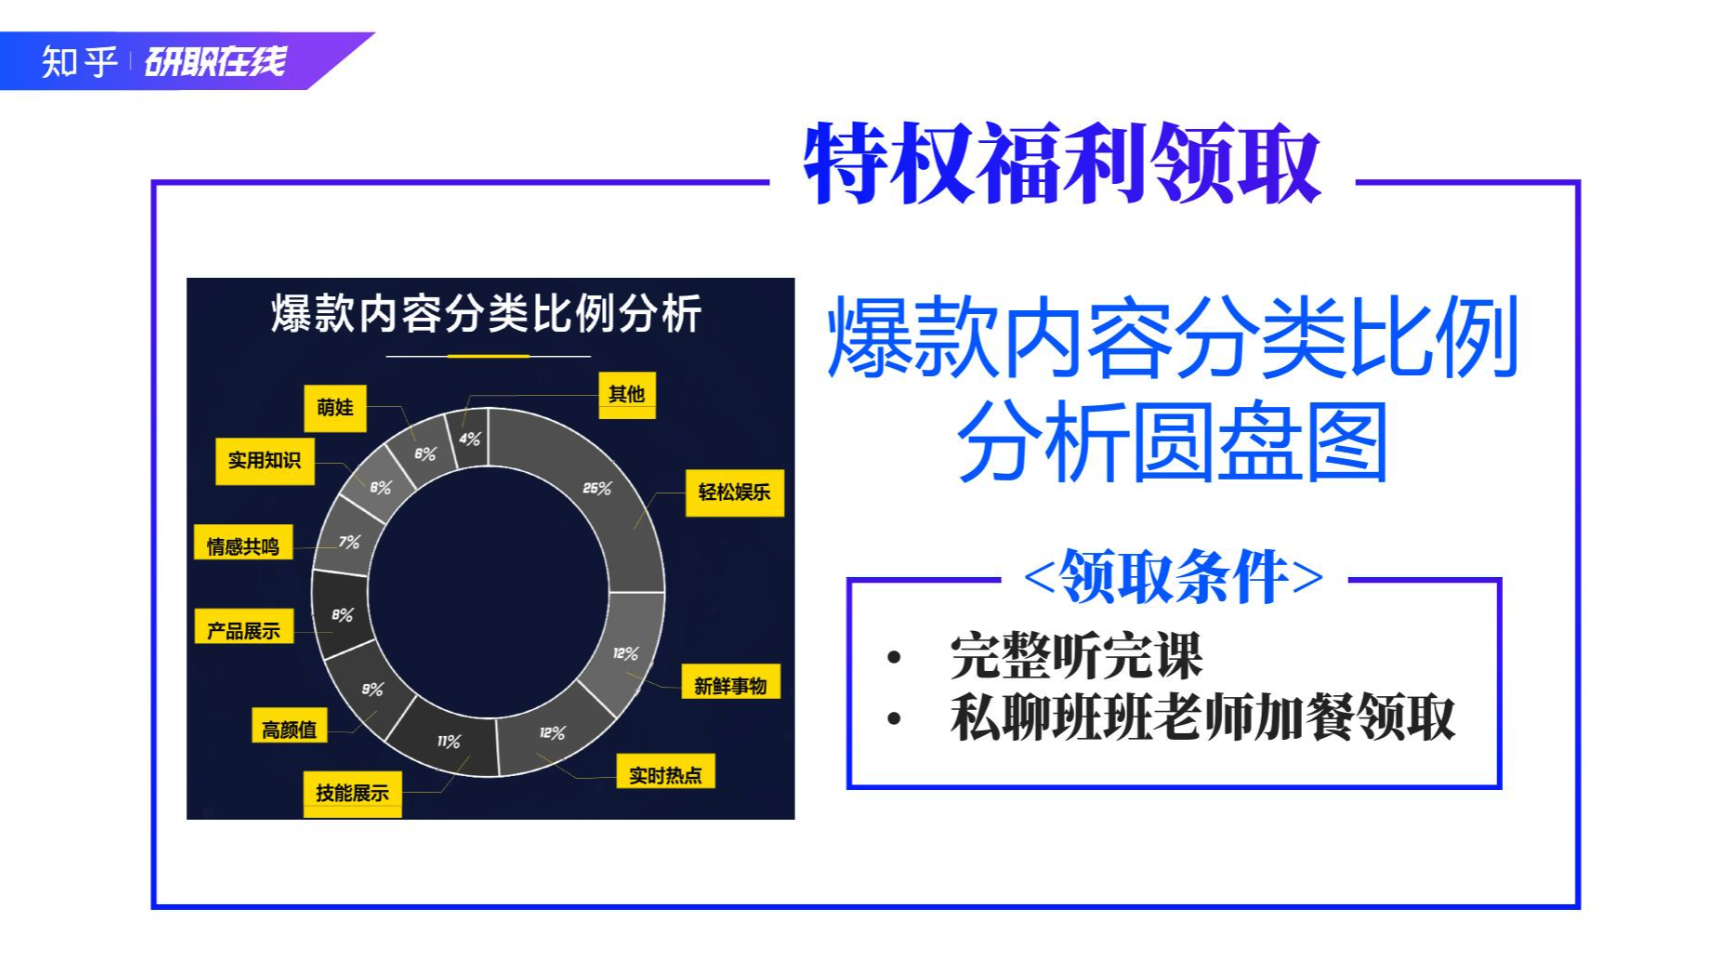 知乎 研职在线
特权福利领取
爆款内容分类比例分析
其他
萌娃
4%
6%
实用知识
6%
25%
轻松娱乐
情感共鸣
7%
产品展示
8%
12%
新鲜事物
9%
高颜值
11%
12%
实时热点
技能展示
爆款内容分类比例
分析圆盘图
<领取条件>
• 完整听完课
• 私聊班班老师加餐领取